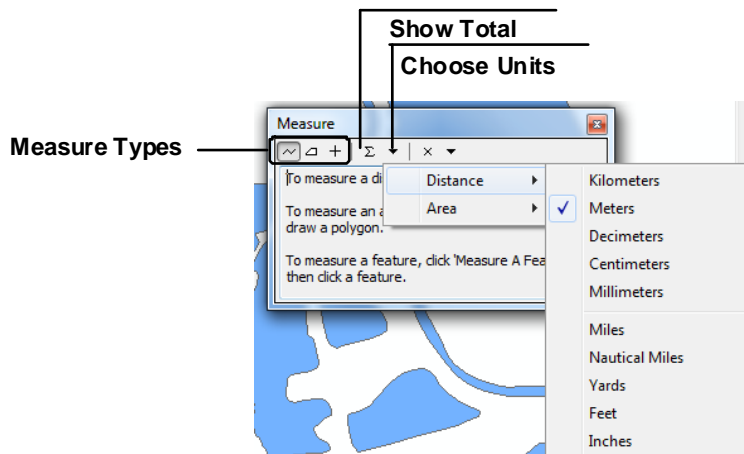 Show Total
Choose Units
Measure Types
Measure
Σ
To measure a di
To measure an a
draw a polygon.
To measure a feature, click 'Measure A Fea
then click a feature.
Distance
Area
Kilometers
Meters
Decimeters
Centimeters
Millimeters
Miles
Nautical Miles
Yards
Feet
Inches